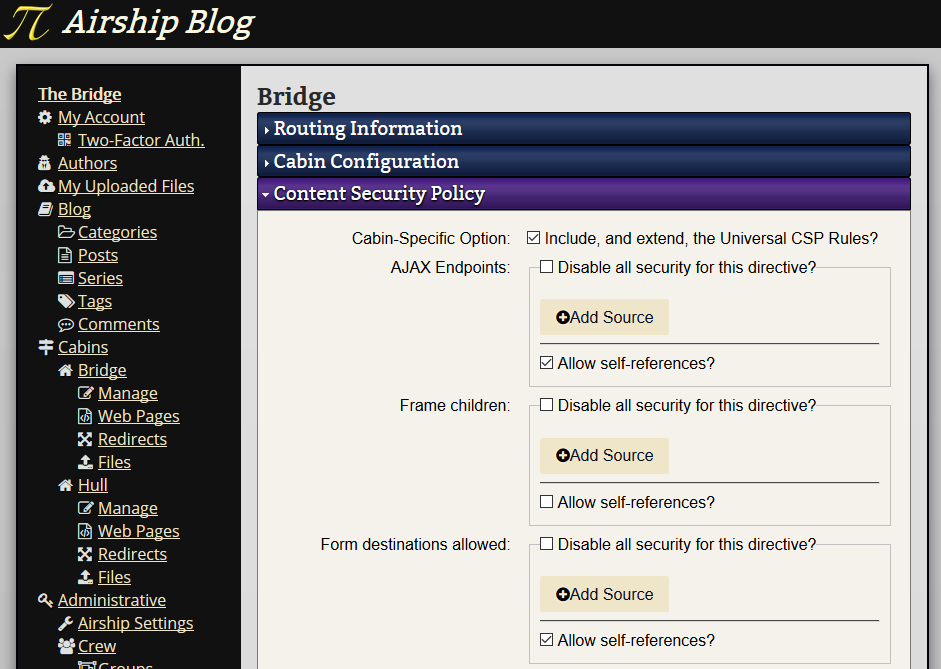 π Airship Blog
The Bridge
My Account
Two-Factor Auth.
Authors
My Uploaded Files
Blog
Categories
Posts
Series
Tags
Comments
Cabins
Bridge
Manage
Web Pages
Redirects
Files
Hull
Manage
Web Pages
Redirects
Files
Administrative
Airship Settings
Crew
Groups
Bridge
Routing Information
Cabin Configuration
Content Security Policy
Cabin-Specific Option: Include, and extend, the Universal CSP Rules?
AJAX Endpoints: Disable all security for this directive?
Add Source
Allow self-references?
Frame children: Disable all security for this directive?
Add Source
Allow self-references?
Form destinations allowed: Disable all security for this directive?
Add Source
Allow self-references?